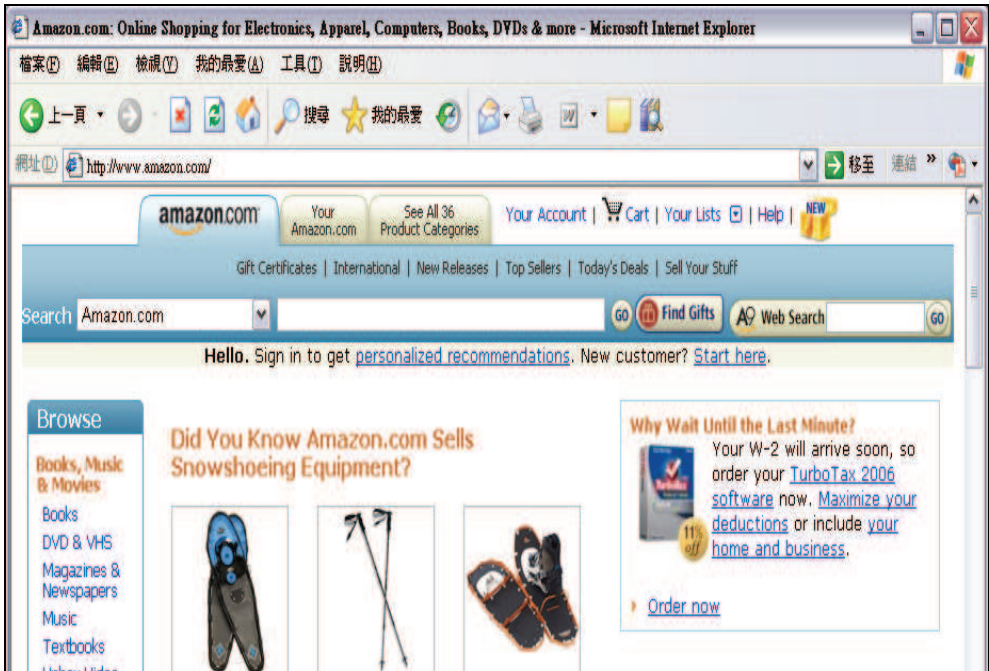 Amazon.com: Online Shopping for Electronics, Apparel, Computers, Books, DVDs & more - Microsoft Internet Explorer
檔案(F) 編輯(E) 檢視(V) 我的最愛(A) 工具(T) 說明(H)
上一頁 搜尋 我的最愛
網址(D) http://www.amazon.com/ 移至 連結 »
amazon.com Your Amazon.com See All 36 Product Categories Your Account | Cart | Your Lists | Help | NEW
Gift Certificates | International | New Releases | Top Sellers | Today's Deals | Sell Your Stuff
Search Amazon.com GO Find Gifts A9 Web Search GO
Hello. Sign in to get personalized recommendations. New customer? Start here.
Browse
Books, Music
& Movies
Books
DVD & VHS
Magazines &
Newspapers
Music
Textbooks
Did You Know Amazon.com Sells
Snowshoeing Equipment?
Why Wait Until the Last Minute?
Your W-2 will arrive soon, so
order your TurboTax 2006
software now. Maximize your
deductions or include your
home and business.
TurboTax
11%
off
Order now